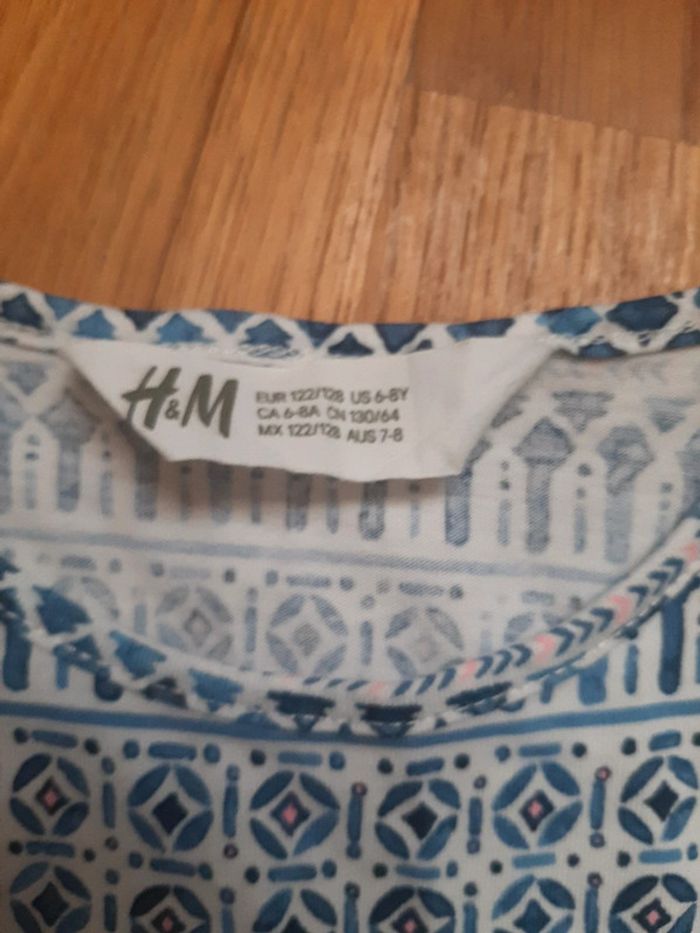 H&M
EUR 122/128 US 6-8Y
CA 6-8A CN 130/64
MX 122/128 AUS 7-8